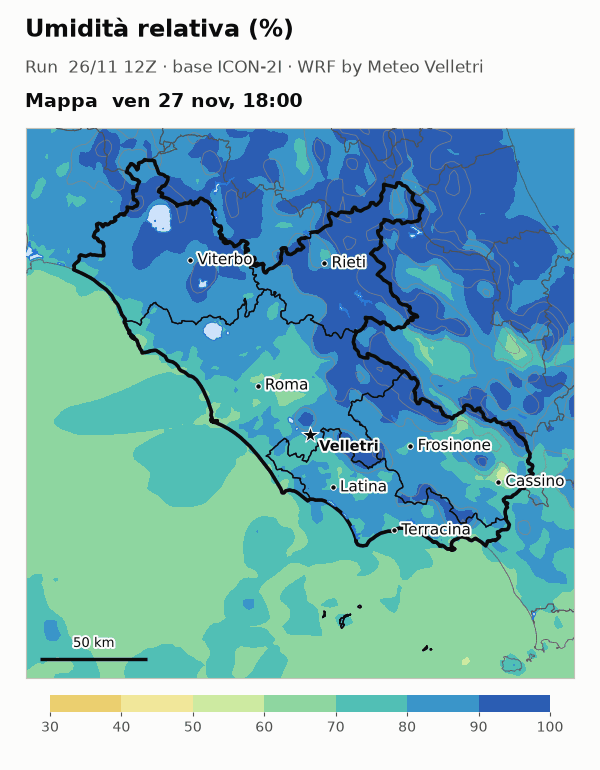 Umidità relativa (%)
Run 26/11 12Z · base ICON-2I · WRF by Meteo Velletri
Mappa ven 27 nov, 18:00
Viterbo
Rieti
Roma
Velletri
Frosinone
Latina
Cassino
Terracina
50 km
30 40 50 60 70 80 90 100